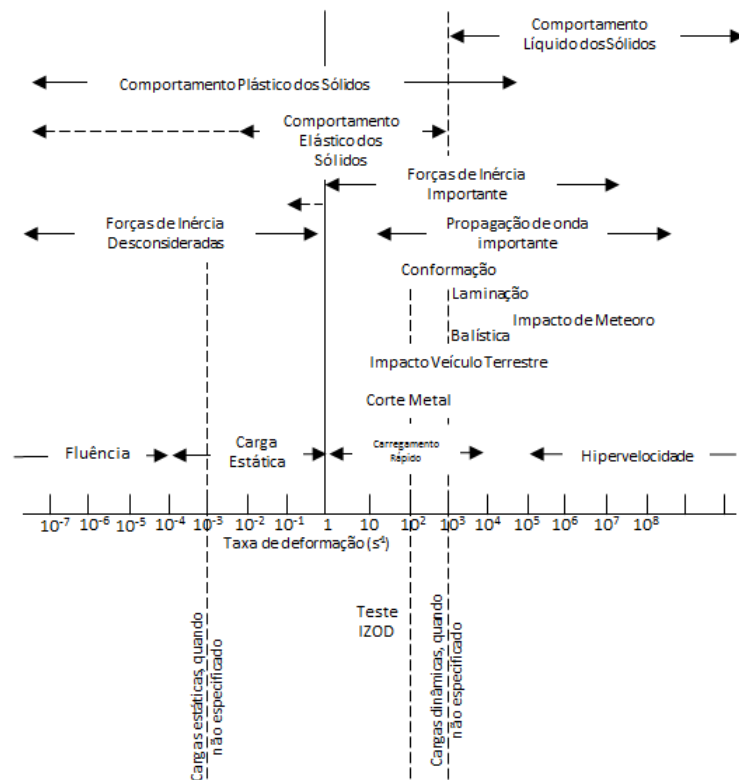 Comportamento
Líquido dos Sólidos
Comportamento Plástico dos Sólidos
Comportamento
Elástico dos
Sólidos
Forças de Inércia
Importante
Forças de Inércia
Desconsideradas
Propagação de onda
importante
Conformação
Laminação
Impacto de Meteoro
Balística
Impacto Veículo Terrestre
Corte Metal
Fluência
Carga
Estática
Carregamento
Rápido
Hipervelocidade
10⁻⁷ 10⁻⁶ 10⁻⁵ 10⁻⁴ 10⁻³ 10⁻² 10⁻¹ 1 10 10² 10³ 10⁴ 10⁵ 10⁶ 10⁷ 10⁸
Taxa de deformação (s⁻¹)
Teste
IZOD
Cargas estáticas, quando
não especificado
Cargas dinâmicas, quando
não especificado